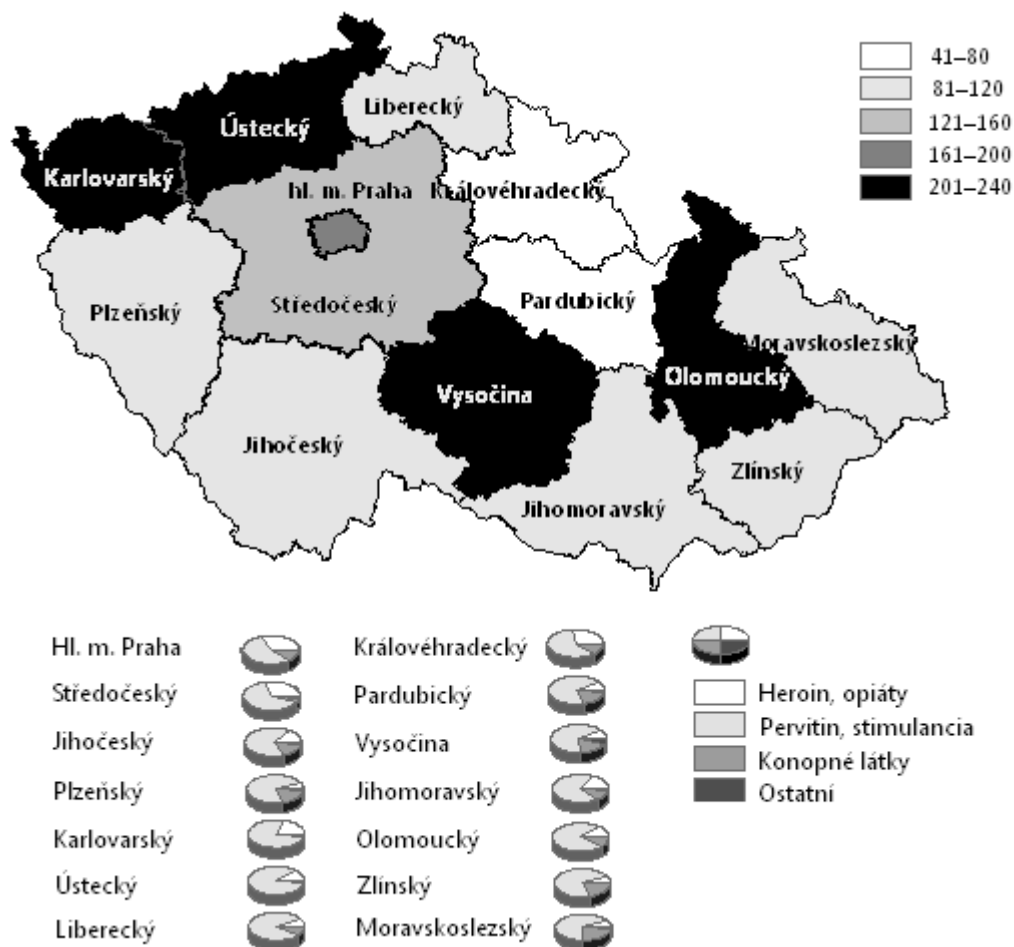 41–80
81–120
121–160
161–200
201–240
Liberecký
Ústecký
Karlovarský
hl. m. Praha
Královéhradecký
Plzeňský
Středočeský
Pardubický
Moravskoslezský
Olomoucký
Vysočina
Jihočeský
Zlínský
Jihomoravský
Hl. m. Praha
Středočeský
Jihočeský
Plzeňský
Karlovarský
Ústecký
Liberecký
Královéhradecký
Pardubický
Vysočina
Jihomoravský
Olomoucký
Zlínský
Moravskoslezský
Heroin, opiáty
Pervitin, stimulancia
Konopné látky
Ostatní